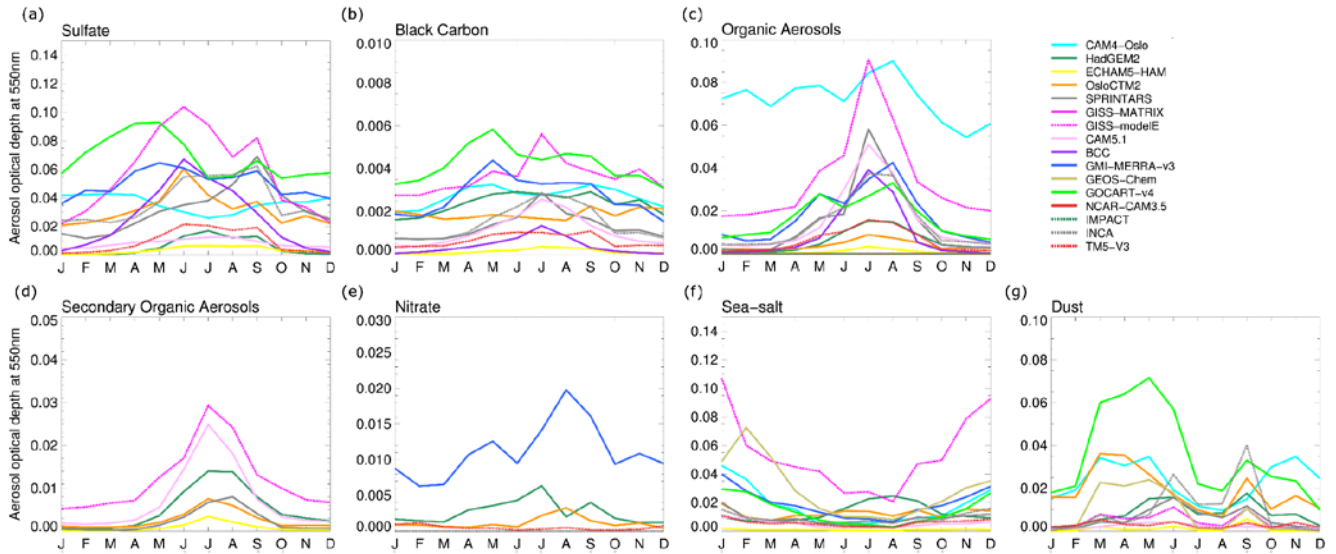 (a)
Sulfate
Aerosol optical depth at 550nm
0.14
0.12
0.10
0.08
0.06
0.04
0.02
0.00
J F M A M J J A S O N D
(b)
Black Carbon
0.010
0.008
0.006
0.004
0.002
0.000
J F M A M J J A S O N D
(c)
Organic Aerosols
0.10
0.08
0.06
0.04
0.02
0.00
J F M A M J J A S O N D
CAM4-Oslo
HadGEM2
ECHAM5-HAM
OsloCTM2
SPRINTARS
GISS-MATRIX
GISS-modelE
CAM5.1
BCC
GMI-MERRA-v3
GEOS-Chem
GOCART-v4
NCAR-CAM3.5
IMPACT
INCA
TM5-V3
(d)
Secondary Organic Aerosols
Aerosol optical depth at 550nm
0.05
0.04
0.03
0.02
0.01
0.00
J F M A M J J A S O N D
(e)
Nitrate
0.030
0.025
0.020
0.015
0.010
0.005
0.000
J F M A M J J A S O N D
(f)
Sea-salt
0.14
0.12
0.10
0.08
0.06
0.04
0.02
0.00
J F M A M J J A S O N D
(g)
Dust
0.10
0.08
0.06
0.04
0.02
0.00
J F M A M J J A S O N D